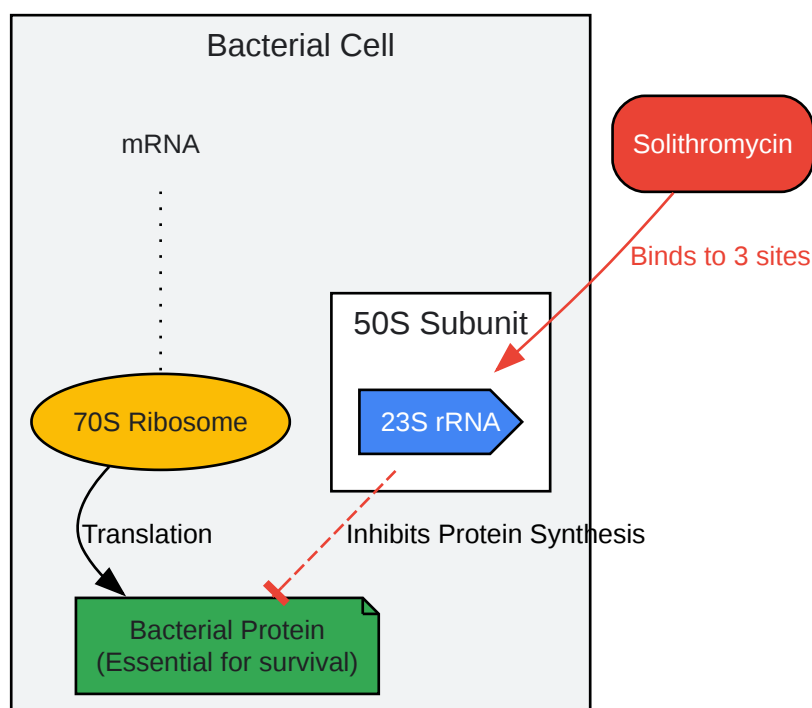 Bacterial Cell
mRNA
Solithromycin
Binds to 3 sites
50S Subunit
70S Ribosome
23S rRNA
Translation
Inhibits Protein Synthesis
Bacterial Protein
(Essential for survival)